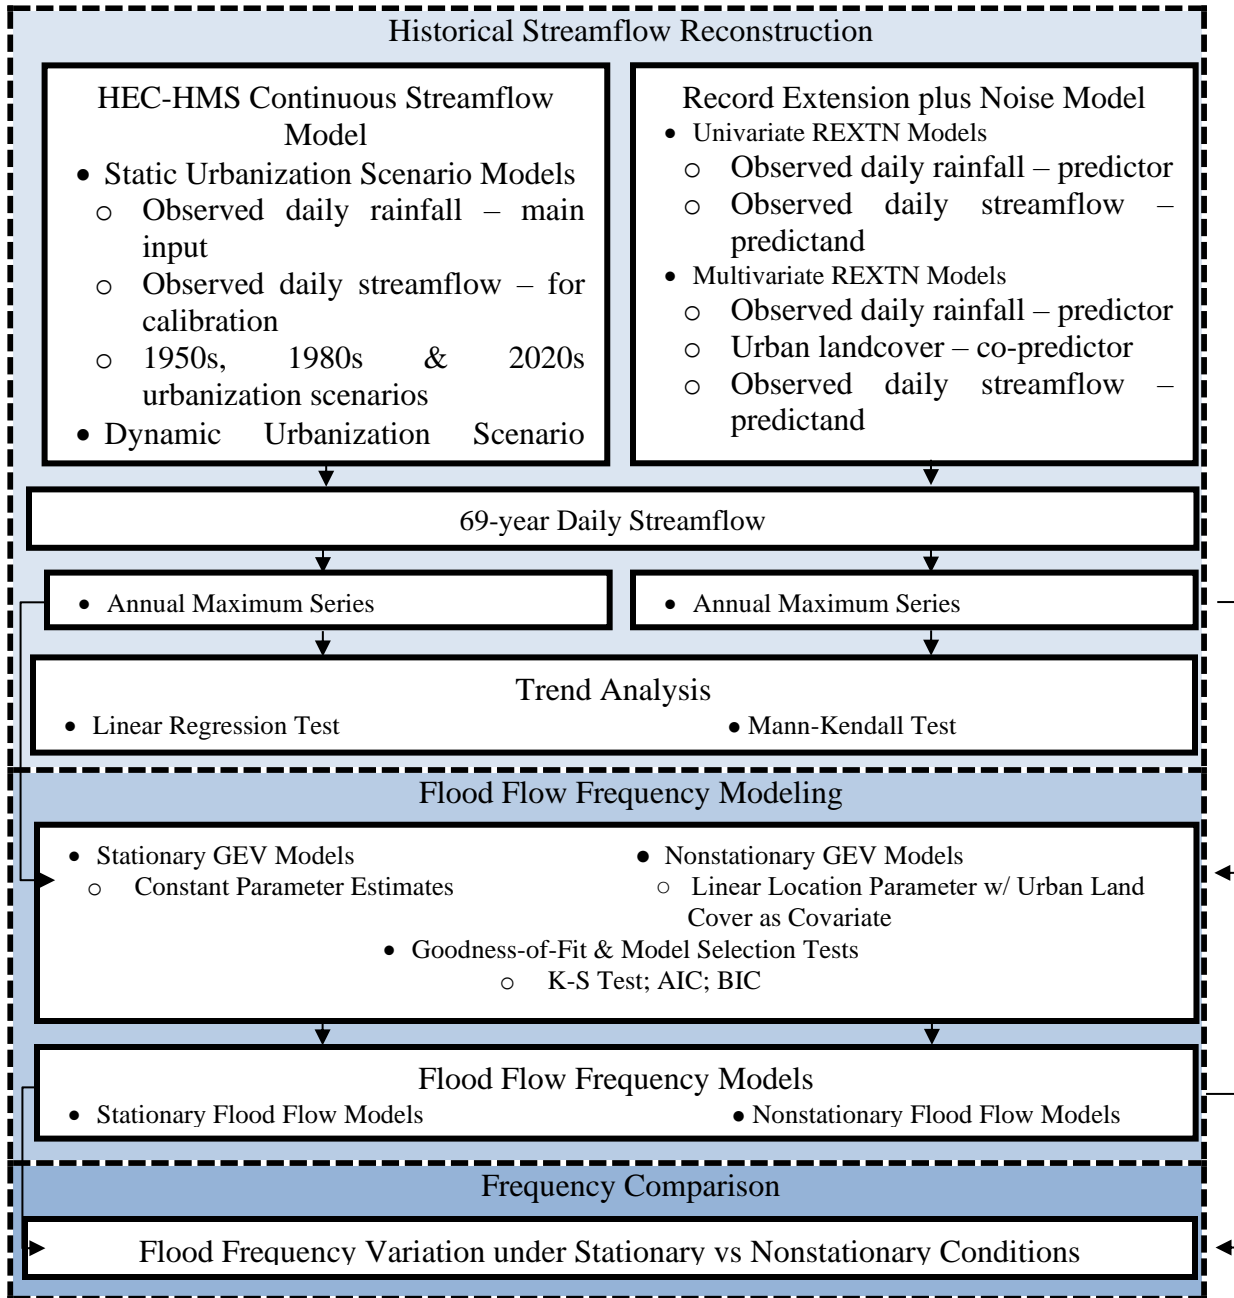 Historical Streamflow Reconstruction
HEC-HMS Continuous Streamflow
Model
• Static Urbanization Scenario Models
o Observed daily rainfall – main
input
o Observed daily streamflow – for
calibration
o 1950s, 1980s & 2020s
urbanization scenarios
• Dynamic Urbanization Scenario
Record Extension plus Noise Model
• Univariate REXTN Models
o Observed daily rainfall – predictor
o Observed daily streamflow –
predictand
• Multivariate REXTN Models
o Observed daily rainfall – predictor
o Urban landcover – co-predictor
o Observed daily streamflow –
predictand
69-year Daily Streamflow
• Annual Maximum Series
• Annual Maximum Series
Trend Analysis
• Linear Regression Test
• Mann-Kendall Test
Flood Flow Frequency Modeling
• Stationary GEV Models
o Constant Parameter Estimates
• Nonstationary GEV Models
o Linear Location Parameter w/ Urban Land
Cover as Covariate
• Goodness-of-Fit & Model Selection Tests
o K-S Test; AIC; BIC
Flood Flow Frequency Models
• Stationary Flood Flow Models
• Nonstationary Flood Flow Models
Frequency Comparison
Flood Frequency Variation under Stationary vs Nonstationary Conditions